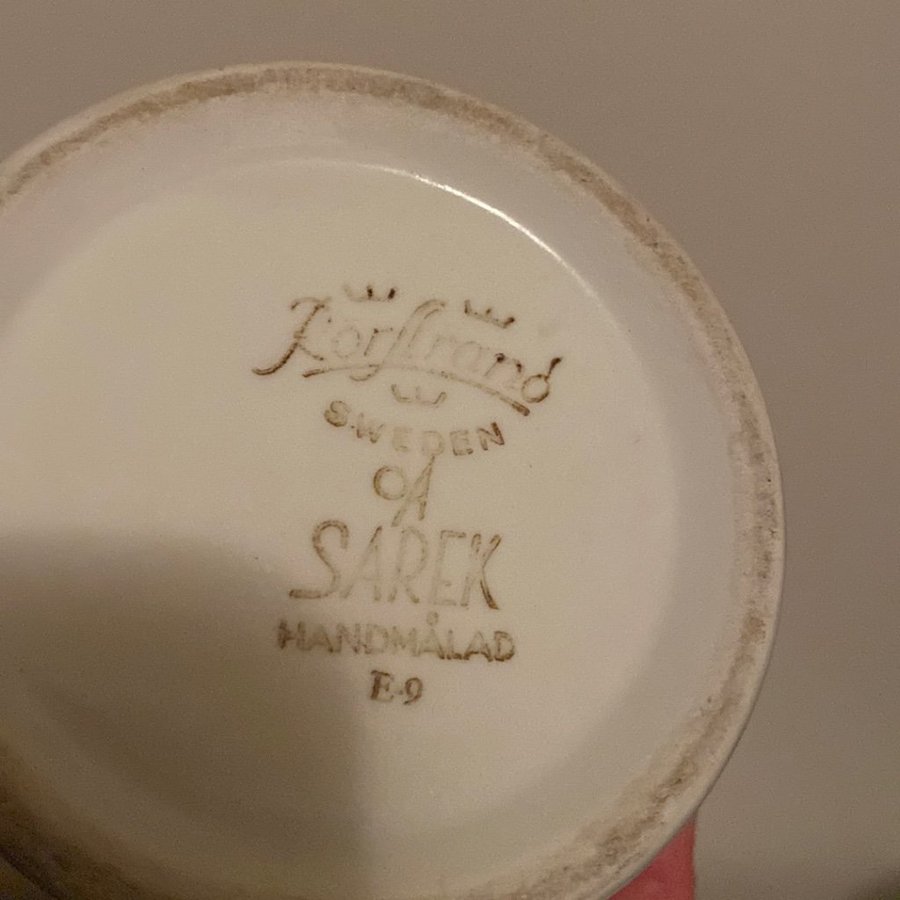 Rörstrand
SWEDEN
OA
SAREK
HANDMÅLAD
E-9